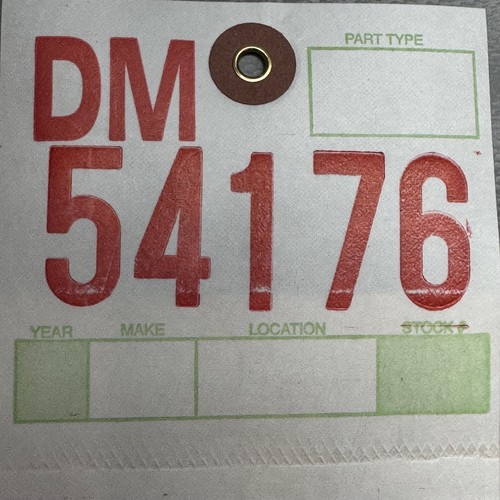 DM
PART TYPE
54176
YEAR MAKE LOCATION STOCK #